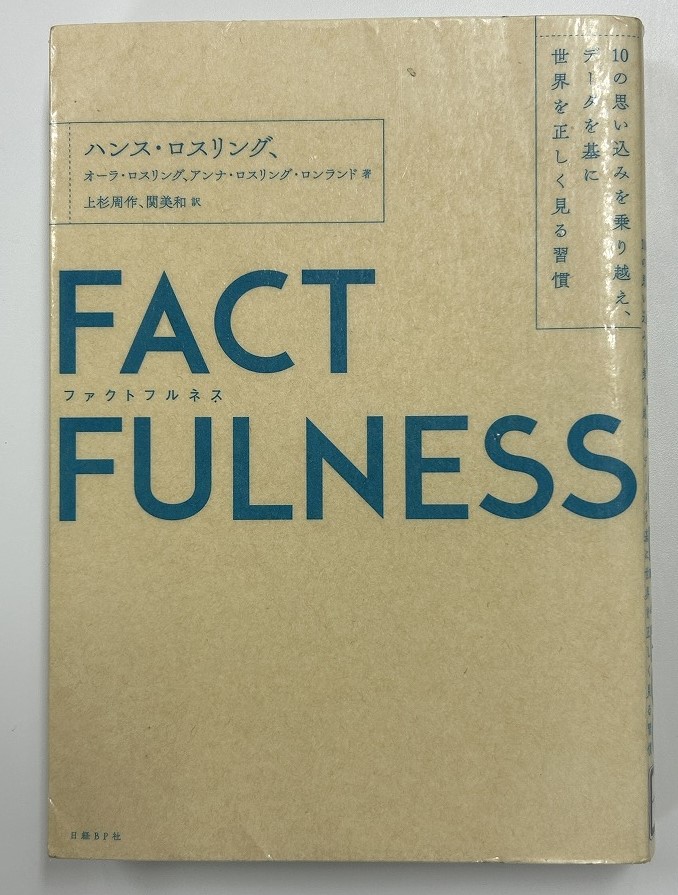 10の思い込みを乗り越え、
データを基に
世界を正しく見る習慣
ハンス・ロスリング、
オーラ・ロスリング、アンナ・ロスリング・ロンランド 著
上杉周作、関美和 訳
FACT
ファクトフルネス
FULNESS
日経BP社